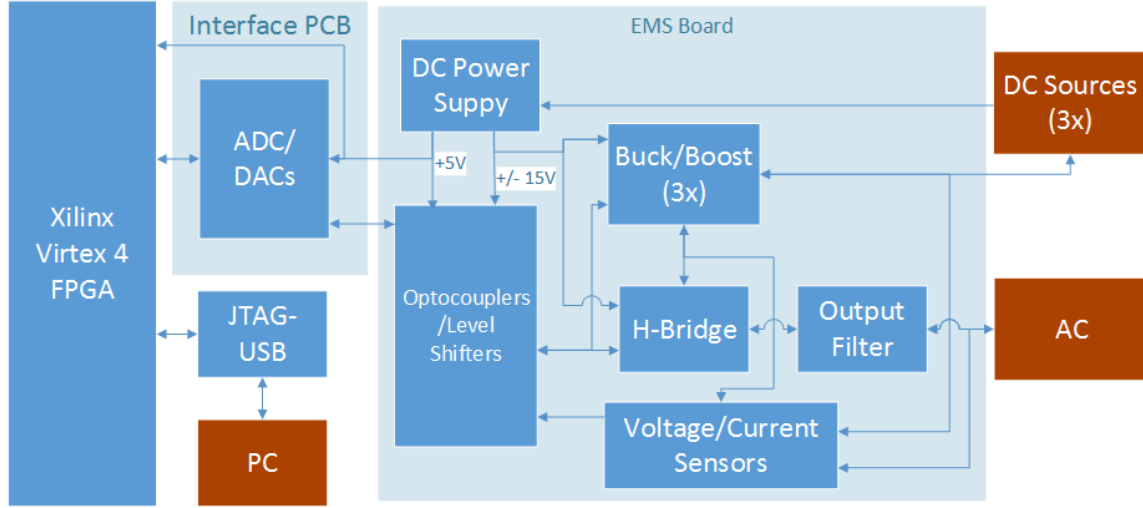 Interface PCB
EMS Board
DC Power
Supply
DC Sources
(3x)
ADC/
DACs
+5V
+/- 15V
Buck/Boost
(3x)
Xilinx
Virtex 4
FPGA
Optocouplers
/Level
Shifters
JTAG-
USB
H-Bridge
Output
Filter
AC
PC
Voltage/Current
Sensors